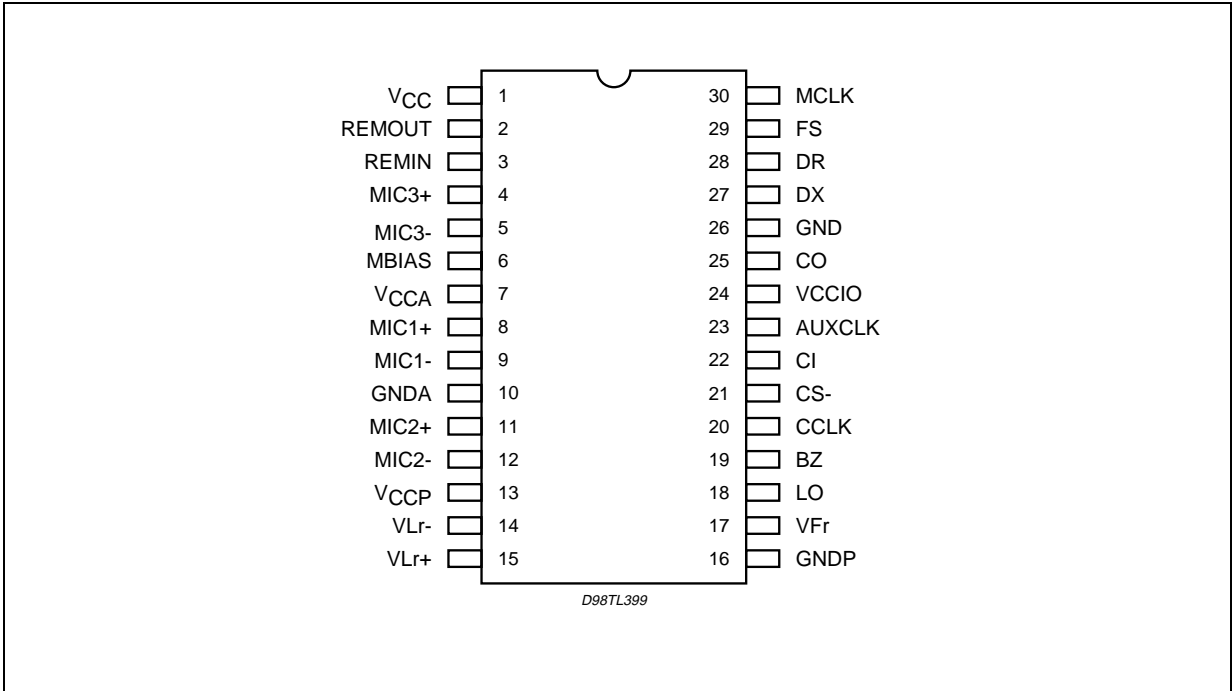 VCC 1 30 MCLK
REMOUT 2 29 FS
REMIN 3 28 DR
MIC3+ 4 27 DX
MIC3- 5 26 GND
MBIAS 6 25 CO
VCCA 7 24 VCCIO
MIC1+ 8 23 AUXCLK
MIC1- 9 22 CI
GNDA 10 21 CS-
MIC2+ 11 20 CCLK
MIC2- 12 19 BZ
VCCP 13 18 LO
VLr- 14 17 VFr
VLr+ 15 16 GNDP
D98TL399